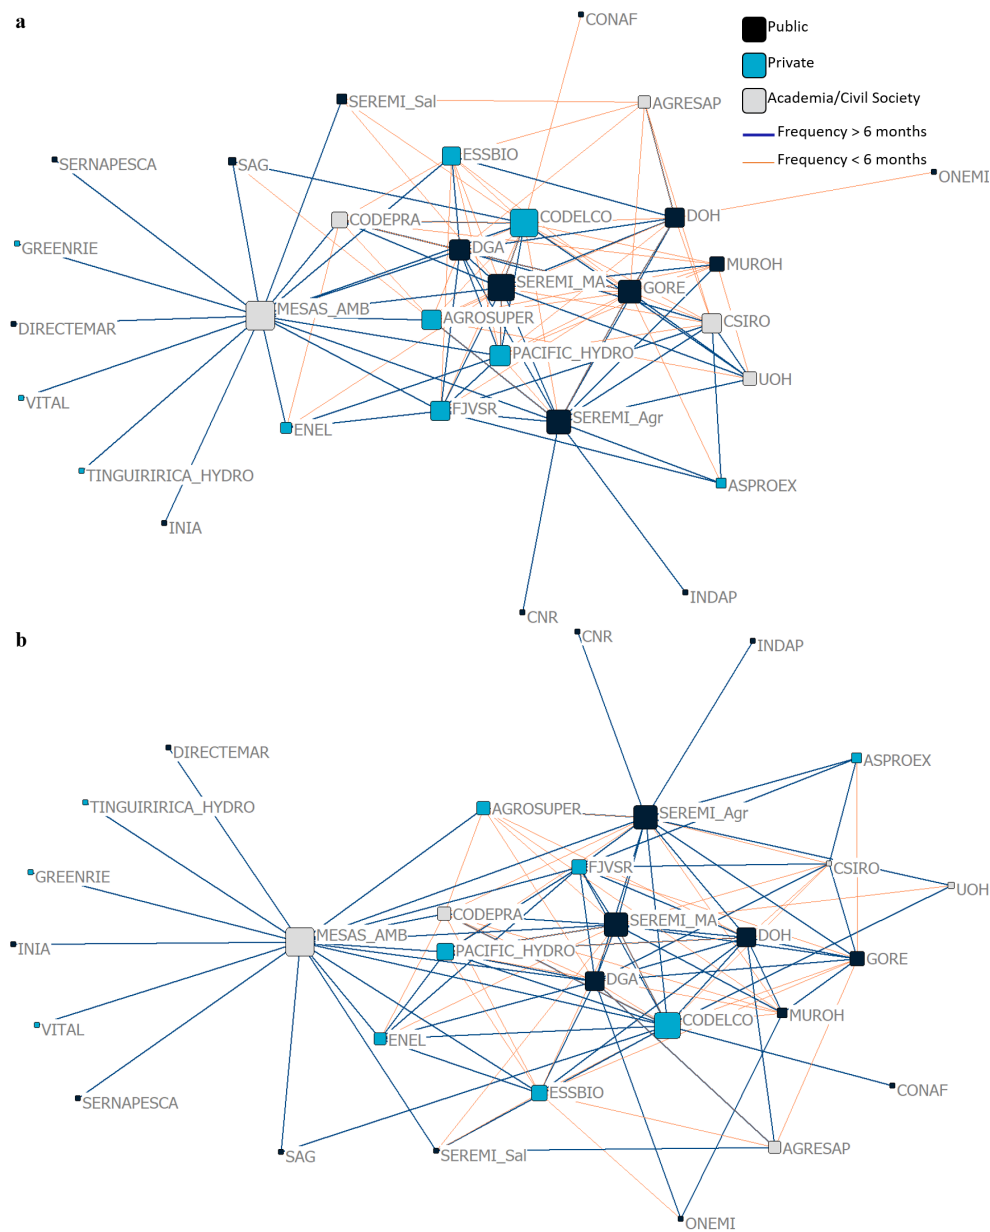 a
CONAF
Public
Private
Academia/Civil Society
Frequency > 6 months
Frequency < 6 months
SEREMI_Sal
AGRESAP
ESSBIO
SERNAPESCA
SAG
ONEMI
CODEPRA
CODELCO
DOH
GREENRIE
DGA
MUROH
SEREMI_MA
GORE
MESAS_AMB
DIRECTEMAR
AGROSUPER
CSIRO
PACIFIC_HYDRO
UOH
VITAL
FJVSR
SEREMI_Agr
ENEL
TINGUIRIRICA_HYDRO
ASPROEX
INIA
INDAP
CNR
b
CNR
INDAP
DIRECTEMAR
ASPROEX
TINGUIRIRICA_HYDRO
AGROSUPER
SEREMI_Agr
GREENRIE
FJVSR
CSIRO
UOH
CODEPRA
SEREMI_MA
MESAS_AMB
DOH
INIA
PACIFIC_HYDRO
GORE
DGA
MUROH
CODELCO
VITAL
ENEL
CONAF
ESSBIO
SERNAPESCA
AGRESAP
SAG
SEREMI_Sal
ONEMI